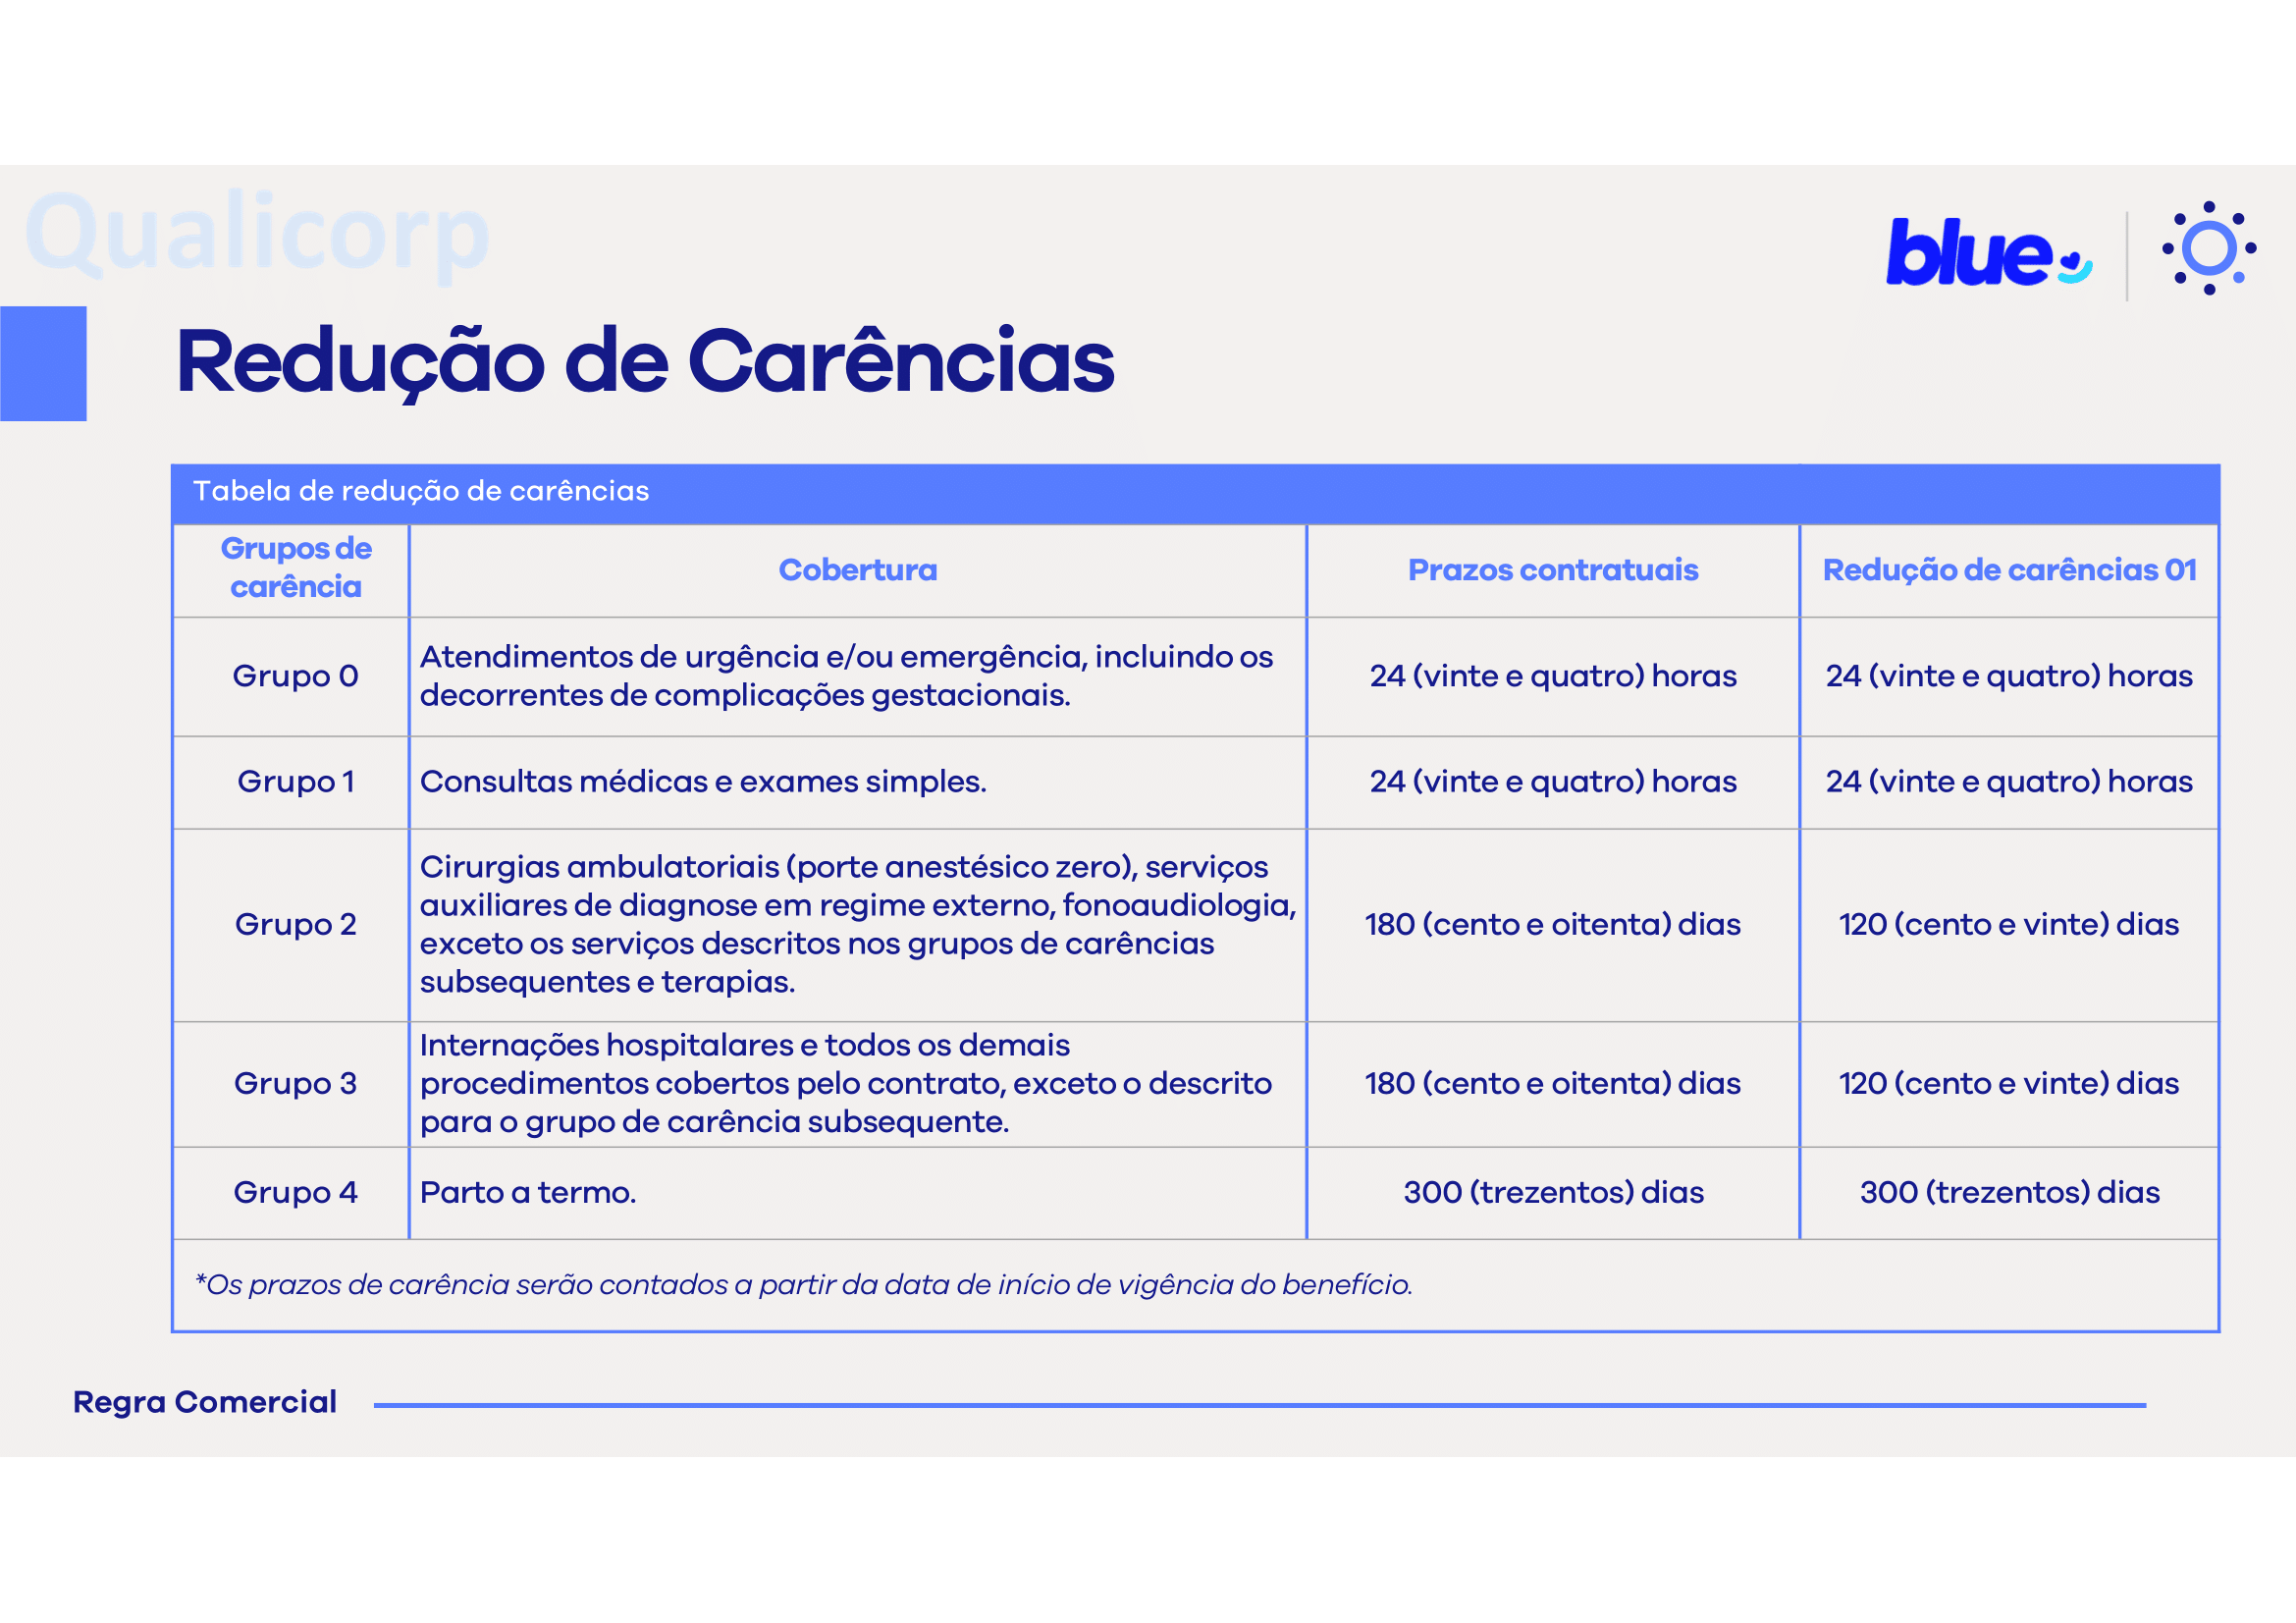 Qualicorp
blue
Redução de Carências
Tabela de redução de carências
Grupos de
carência
Cobertura
Prazos contratuais
Redução de carências 01
Grupo 0
Atendimentos de urgência e/ou emergência, incluindo os
decorrentes de complicações gestacionais.
24 (vinte e quatro) horas
24 (vinte e quatro) horas
Grupo 1
Consultas médicas e exames simples.
24 (vinte e quatro) horas
24 (vinte e quatro) horas
Grupo 2
Cirurgias ambulatoriais (porte anestésico zero), serviços
auxiliares de diagnose em regime externo, fonoaudiologia,
exceto os serviços descritos nos grupos de carências
subsequentes e terapias.
180 (cento e oitenta) dias
120 (cento e vinte) dias
Grupo 3
Internações hospitalares e todos os demais
procedimentos cobertos pelo contrato, exceto o descrito
para o grupo de carência subsequente.
180 (cento e oitenta) dias
120 (cento e vinte) dias
Grupo 4
Parto a termo.
300 (trezentos) dias
300 (trezentos) dias
*Os prazos de carência serão contados a partir da data de início de vigência do benefício.
Regra Comercial